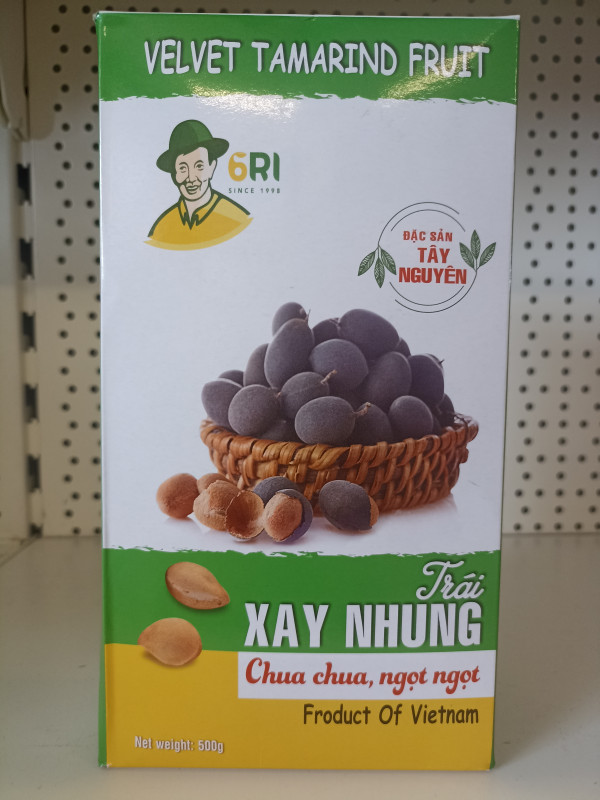 VELVET TAMARIND FRUIT
6RI
SINCE 1998
ĐẶC SẢN
TÂY
NGUYÊN
Trái
XAY NHUNG
Chua chua, ngọt ngọt
Froduct Of Vietnam
Net weight: 500g